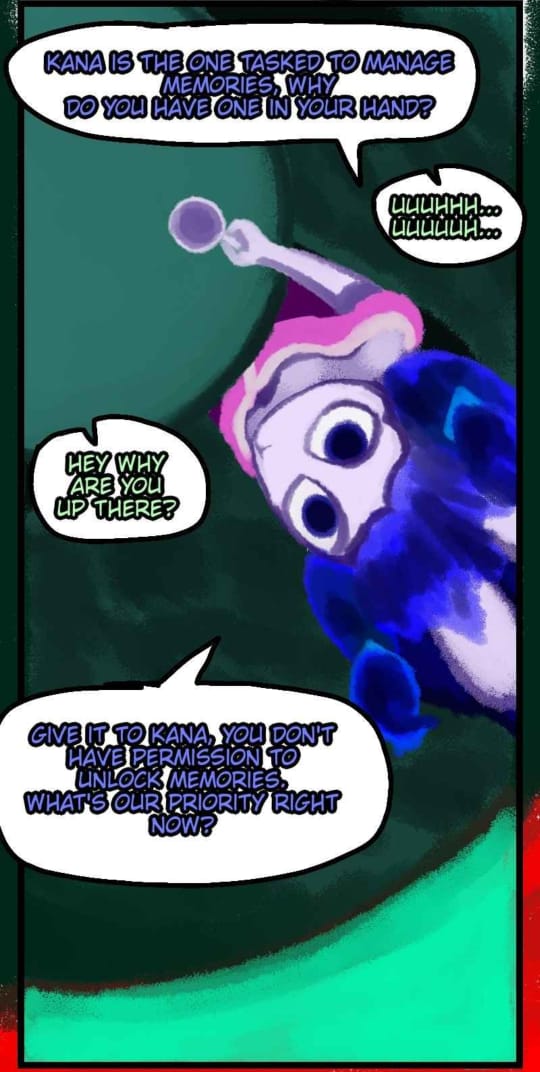 KANA IS THE ONE TASKED TO MANAGE
MEMORIES, WHY
DO YOU HAVE ONE IN YOUR HAND?
UUUHHH...
UUUUUH...
HEY WHY
ARE YOU
UP THERE?
GIVE IT TO KANA, YOU DON'T
HAVE PERMISSION TO
UNLOCK MEMORIES.
WHAT'S OUR PRIORITY RIGHT
NOW?